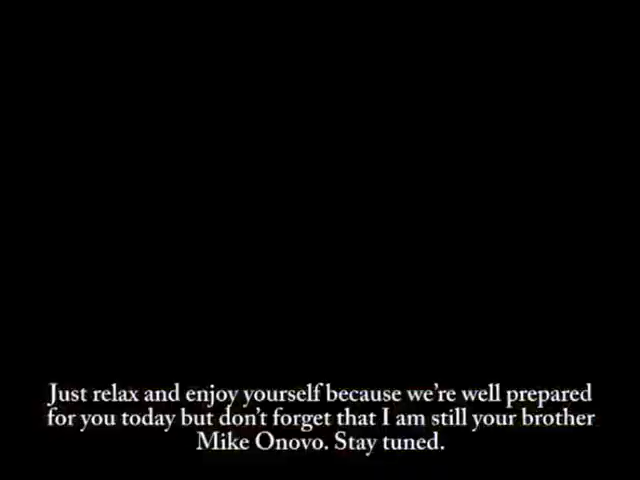 Just relax and enjoy yourself because we're well prepared
for you today but don't forget that I am still your brother
Mike Onovo. Stay tuned.